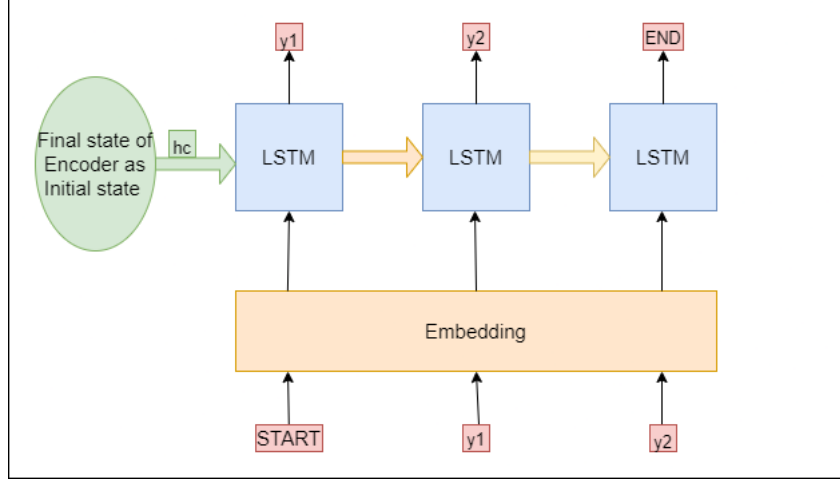 y1
y2
END
Final state of
Encoder as
Initial state
hc
LSTM
LSTM
LSTM
Embedding
START
y1
y2